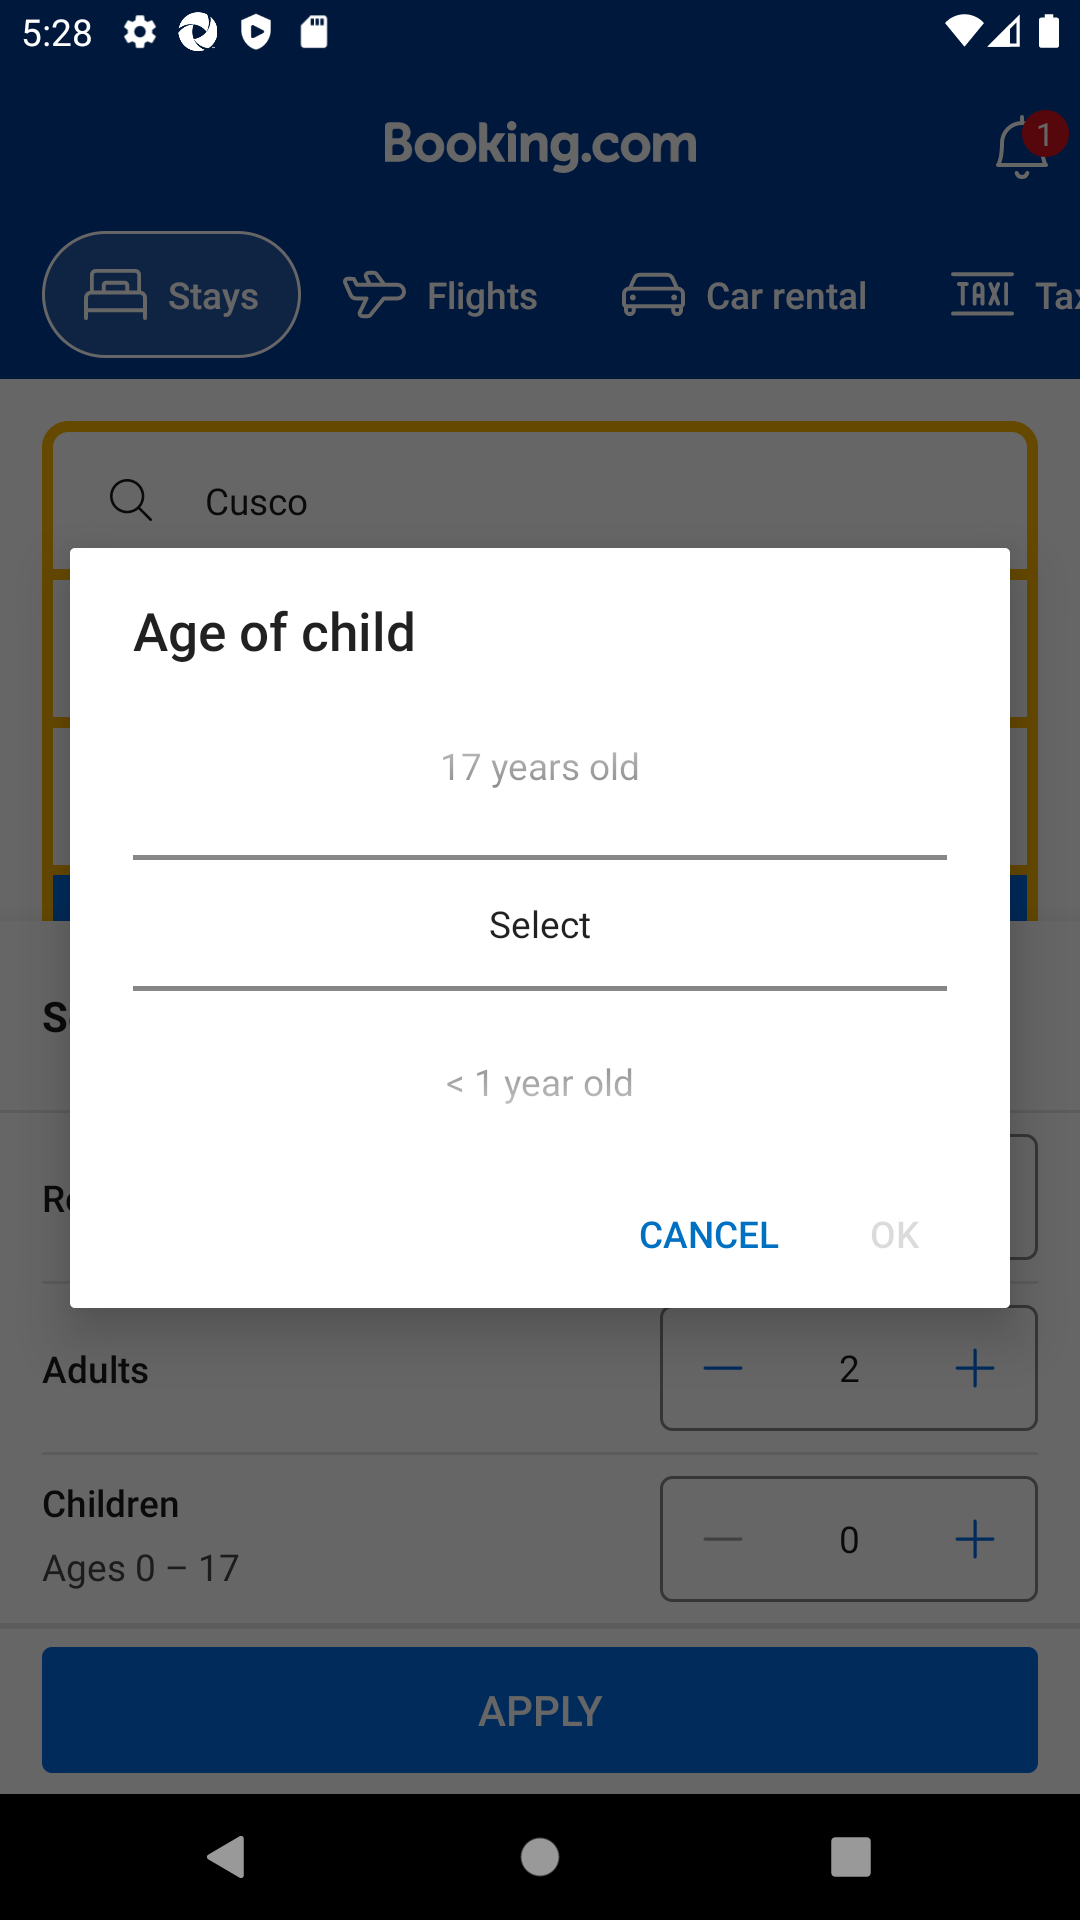 5:28
Booking.com
1
Stays
Flights
Car rental
TAXI
Cusco
Age of child
17 years old
Select
< 1 year old
CANCEL
OK
Adults
2
Children
0
Ages 0 – 17
APPLY